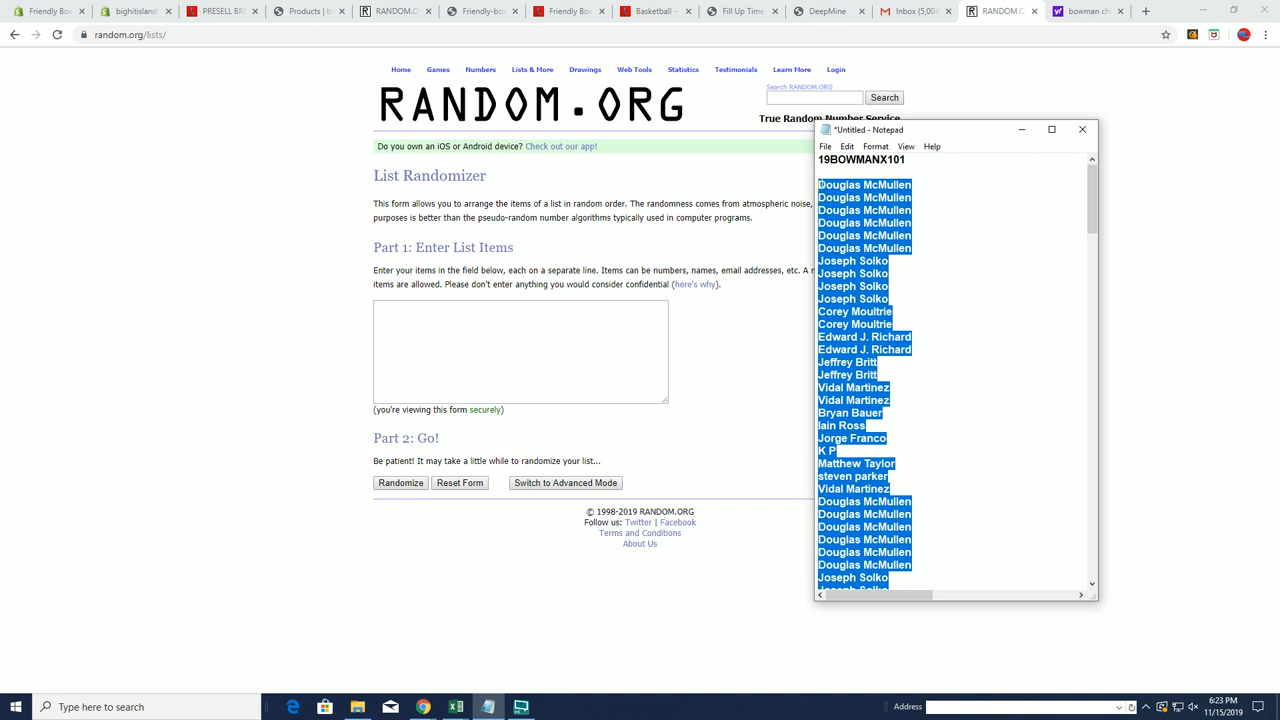 Friendly Bo
bightisland
PRESELL BRE
Products | b
RANDOM.C
Friendly-boy
Friendly Box
Basketball –
Fill Up Time
DeepMine
Inbox (5,004
RANDOM.C
bowman ch
random.org/lists/
Home Games Numbers Lists & More Drawings Web Tools Statistics Testimonials Learn More Login
Search RANDOM.ORG
RANDOM.ORG
Search
True Random Number Service
Do you own an iOS or Android device? Check out our app!
List Randomizer
This form allows you to arrange the items of a list in random order. The randomness comes from atmospheric noise,
purposes is better than the pseudo-random number algorithms typically used in computer programs.
Part 1: Enter List Items
Enter your items in the field below, each on a separate line. Items can be numbers, names, email addresses, etc. A
items are allowed. Please don't enter anything you would consider confidential (here's why).
(you're viewing this form securely)
Part 2: Go!
Be patient! It may take a little while to randomize your list...
Randomize Reset Form Switch to Advanced Mode
© 1998-2019 RANDOM.ORG
Follow us: Twitter | Facebook
Terms and Conditions
About Us
*Untitled - Notepad
File Edit Format View Help
19BOWMANX101
Douglas McMullen
Douglas McMullen
Douglas McMullen
Douglas McMullen
Douglas McMullen
Douglas McMullen
Joseph Solko
Joseph Solko
Joseph Solko
Joseph Solko
Corey Moultrie
Corey Moultrie
Edward J. Richard
Edward J. Richard
Jeffrey Britt
Jeffrey Britt
Vidal Martinez
Vidal Martinez
Bryan Bauer
Iain Ross
Jorge Franco
K P
Matthew Taylor
steven parker
Vidal Martinez
Douglas McMullen
Douglas McMullen
Douglas McMullen
Douglas McMullen
Douglas McMullen
Douglas McMullen
Joseph Solko
Joseph Solko
Type here to search
Address
6:23 PM
11/15/2019